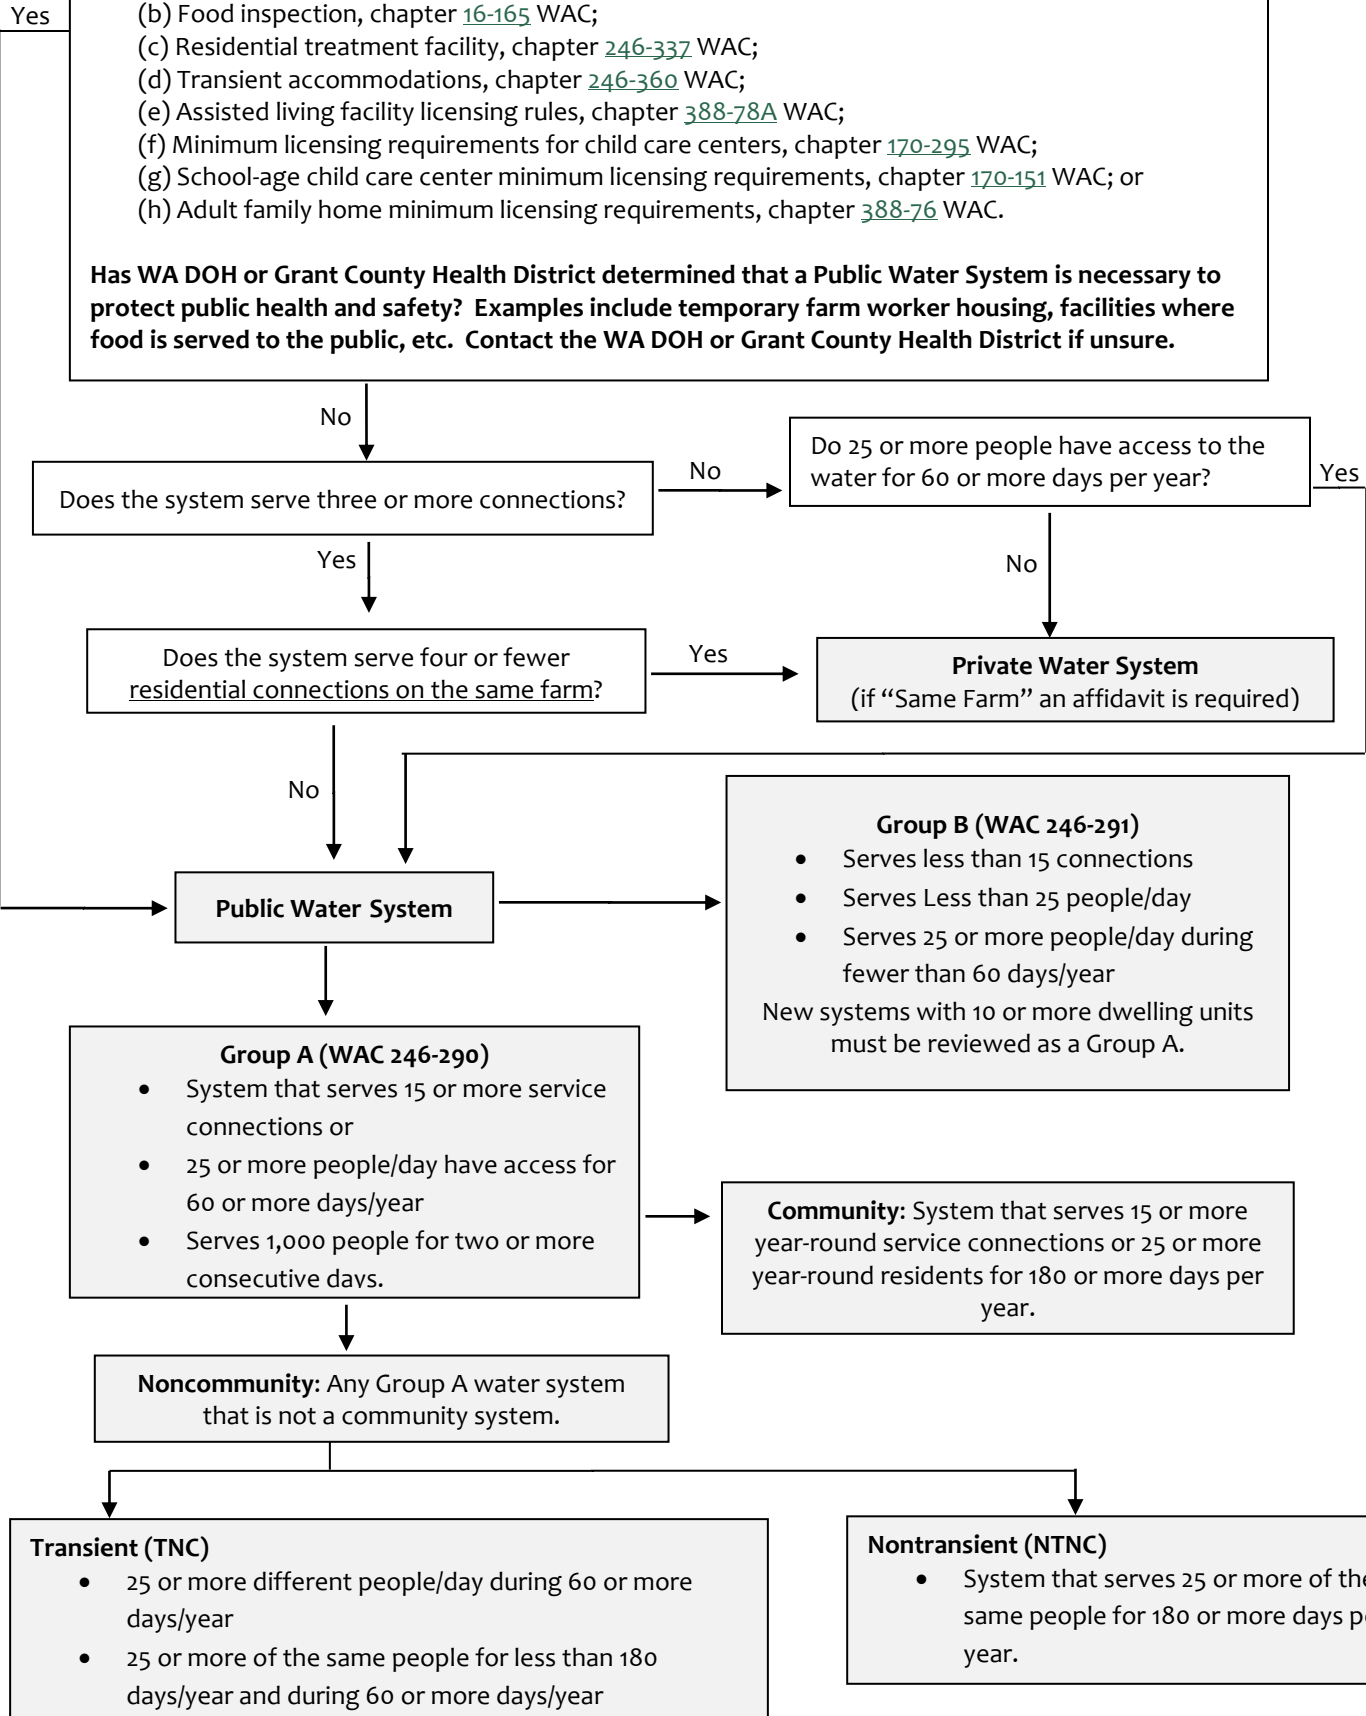 Yes
(b) Food inspection, chapter 16-165 WAC;
(c) Residential treatment facility, chapter 246-337 WAC;
(d) Transient accommodations, chapter 246-360 WAC;
(e) Assisted living facility licensing rules, chapter 388-78A WAC;
(f) Minimum licensing requirements for child care centers, chapter 170-295 WAC;
(g) School-age child care center minimum licensing requirements, chapter 170-151 WAC; or
(h) Adult family home minimum licensing requirements, chapter 388-76 WAC.
Has WA DOH or Grant County Health District determined that a Public Water System is necessary to
protect public health and safety?  Examples include temporary farm worker housing, facilities where
food is served to the public, etc.  Contact the WA DOH or Grant County Health District if unsure.
No
Does the system serve three or more connections?
No
Do 25 or more people have access to the
water for 60 or more days per year?
Yes
Yes
No
Does the system serve four or fewer
residential connections on the same farm?
Yes
Private Water System
(if “Same Farm” an affidavit is required)
No
Public Water System
Group B (WAC 246-291)
• Serves less than 15 connections
• Serves Less than 25 people/day
• Serves 25 or more people/day during
fewer than 60 days/year
New systems with 10 or more dwelling units
must be reviewed as a Group A.
Group A (WAC 246-290)
• System that serves 15 or more service
connections or
• 25 or more people/day have access for
60 or more days/year
• Serves 1,000 people for two or more
consecutive days.
Community: System that serves 15 or more
year-round service connections or 25 or more
year-round residents for 180 or more days per
year.
Noncommunity: Any Group A water system
that is not a community system.
Transient (TNC)
• 25 or more different people/day during 60 or more
days/year
• 25 or more of the same people for less than 180
days/year and during 60 or more days/year
Nontransient (NTNC)
• System that serves 25 or more of the
same people for 180 or more days
year.